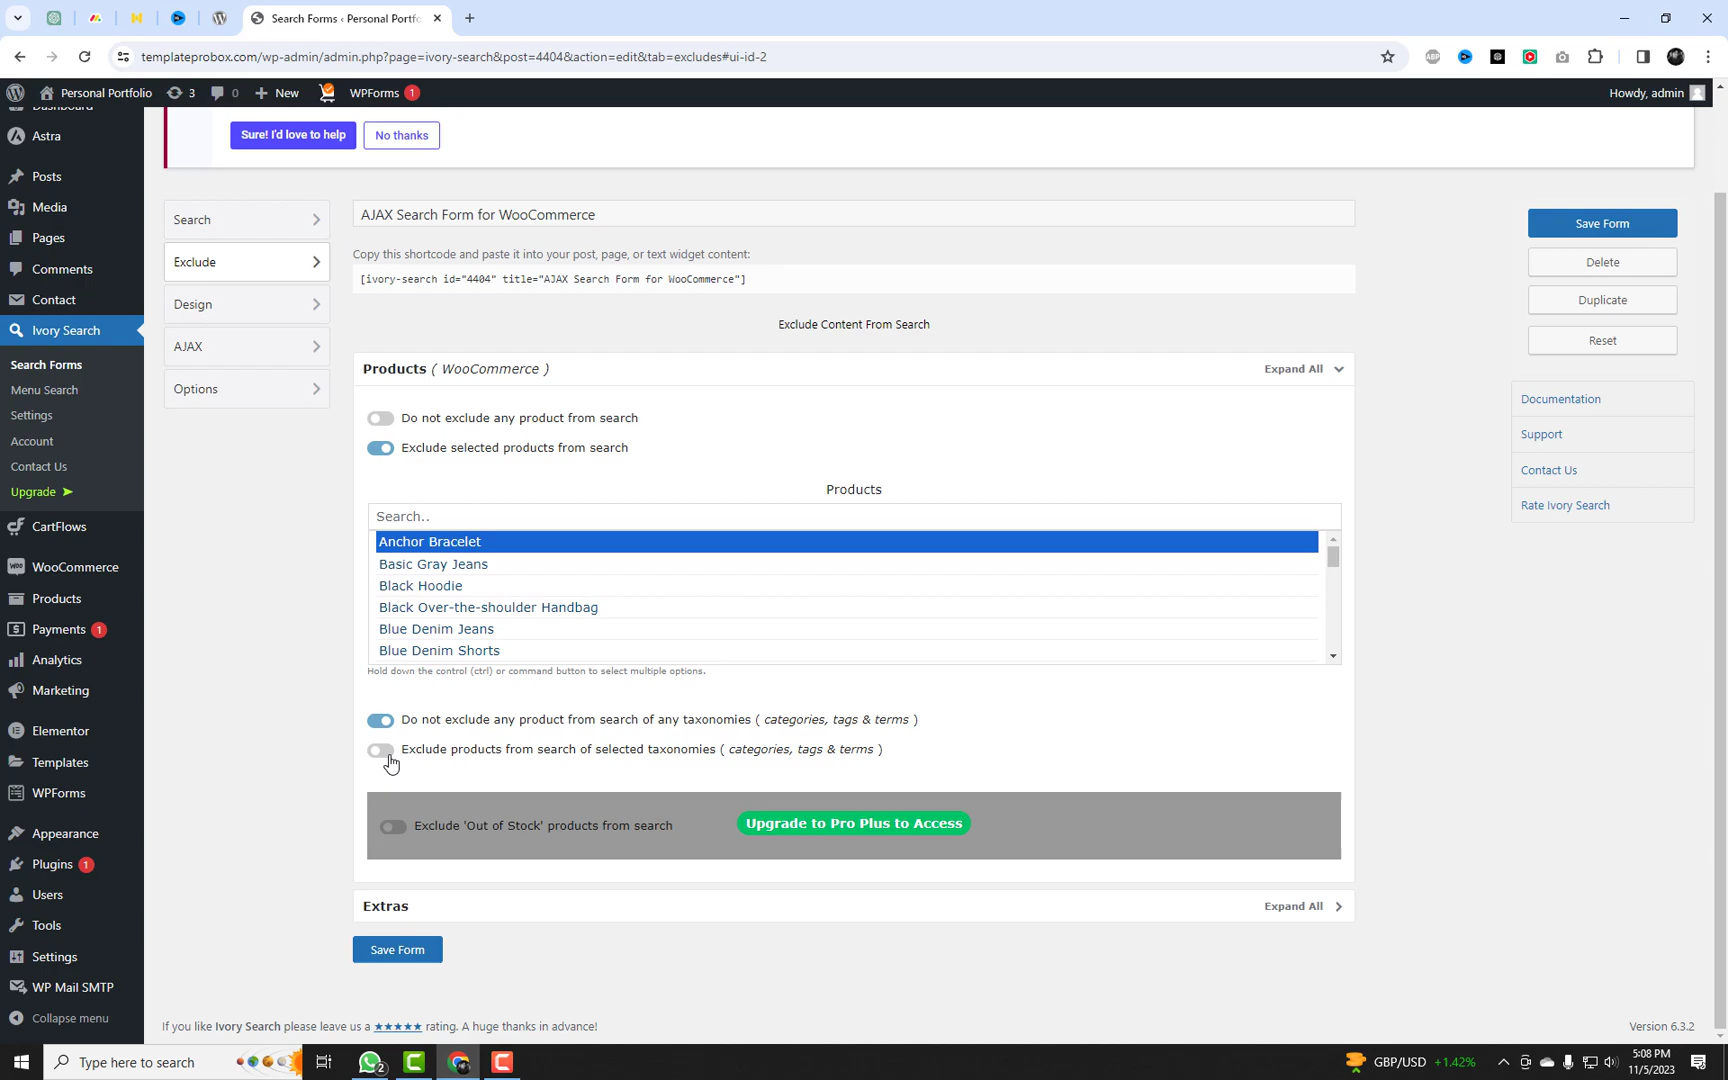 Search Forms ‹ Personal Portfo
templateprobox.com/wp-admin/admin.php?page=ivory-search&post=4404&action=edit&tab=excludes#ui-id-2
Personal Portfolio 3 0 New WPForms 1 Howdy, admin
Dashboard
Astra
Posts
Media
Pages
Comments
Contact
Ivory Search
Search Forms
Menu Search
Settings
Account
Contact Us
Upgrade ➤
CartFlows
WooCommerce
Products
Payments 1
Analytics
Marketing
Elementor
Templates
WPForms
Appearance
Plugins 1
Users
Tools
Settings
WP Mail SMTP
Collapse menu
Sure! I'd love to help
No thanks
Search
Exclude
Design
AJAX
Options
AJAX Search Form for WooCommerce
Copy this shortcode and paste it into your post, page, or text widget content:
[ivory-search id="4404" title="AJAX Search Form for WooCommerce"]
Exclude Content From Search
Products ( WooCommerce ) Expand All
Do not exclude any product from search
Exclude selected products from search
Products
Search..
Anchor Bracelet
Basic Gray Jeans
Black Hoodie
Black Over-the-shoulder Handbag
Blue Denim Jeans
Blue Denim Shorts
Hold down the control (ctrl) or command button to select multiple options.
Do not exclude any product from search of any taxonomies ( categories, tags & terms )
Exclude products from search of selected taxonomies ( categories, tags & terms )
Exclude 'Out of Stock' products from search
Upgrade to Pro Plus to Access
Extras Expand All
Save Form
Save Form
Delete
Duplicate
Reset
Documentation
Support
Contact Us
Rate Ivory Search
If you like Ivory Search please leave us a ★★★★★ rating. A huge thanks in advance!
Version 6.3.2
Type here to search
2
GBP/USD +1.42%
5:08 PM
11/5/2023